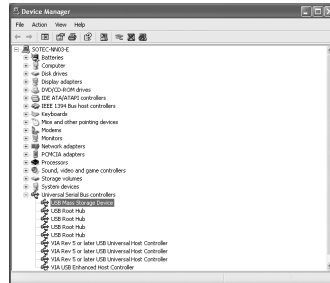 Device Manager
File Action View Help
SOTEC-NN03-E
Batteries
Computer
Disk drives
Display adapters
DVD/CD-ROM drives
IDE ATA/ATAPI controllers
IEEE 1394 Bus host controllers
Keyboards
Mice and other pointing devices
Modems
Monitors
Network adapters
PCMCIA adapters
Processors
Sound, video and game controllers
Storage volumes
System devices
Universal Serial Bus controllers
USB Mass Storage Device
USB Root Hub
USB Root Hub
USB Root Hub
USB Root Hub
VIA Rev 5 or later USB Universal Host Controller
VIA Rev 5 or later USB Universal Host Controller
VIA Rev 5 or later USB Universal Host Controller
VIA USB Enhanced Host Controller